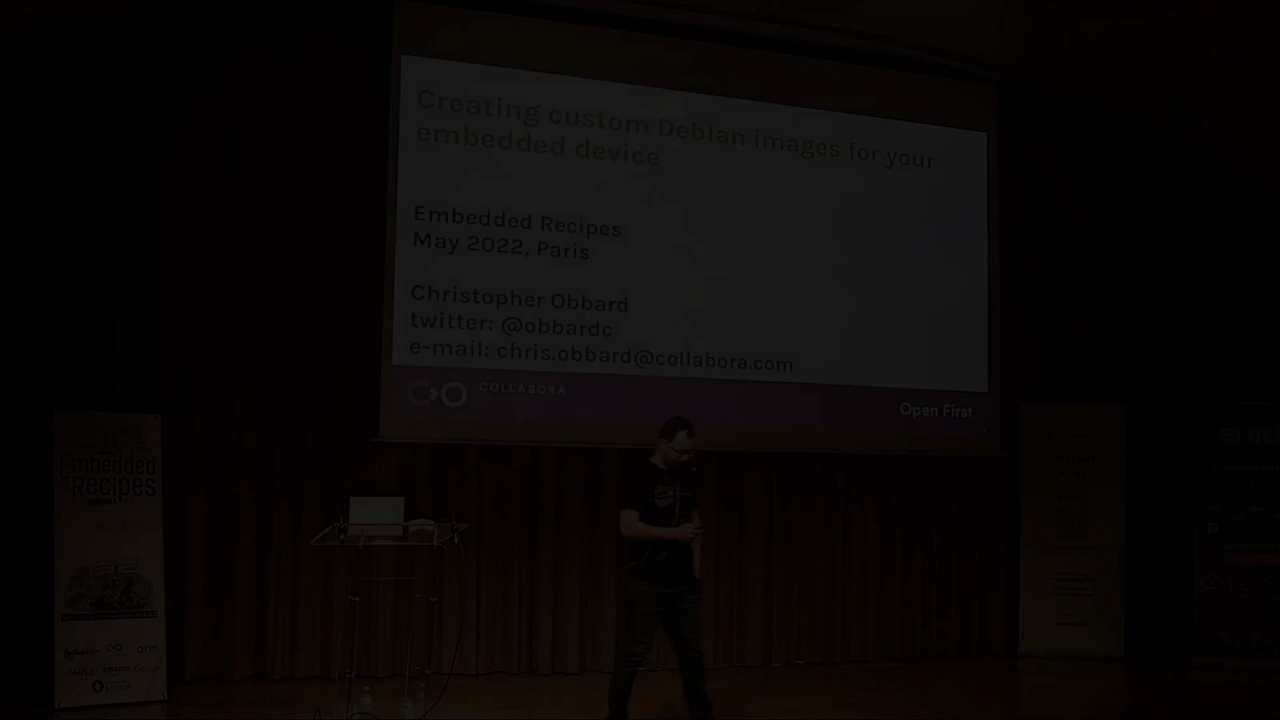 Creating custom Debian images for your
embedded device
Embedded Recipes
May 2022, Paris
Christopher Obbard
twitter: @obbardc
e-mail: chris.obbard@collabora.com
COLLABORA
Open First
Embedded
Recipes
arm